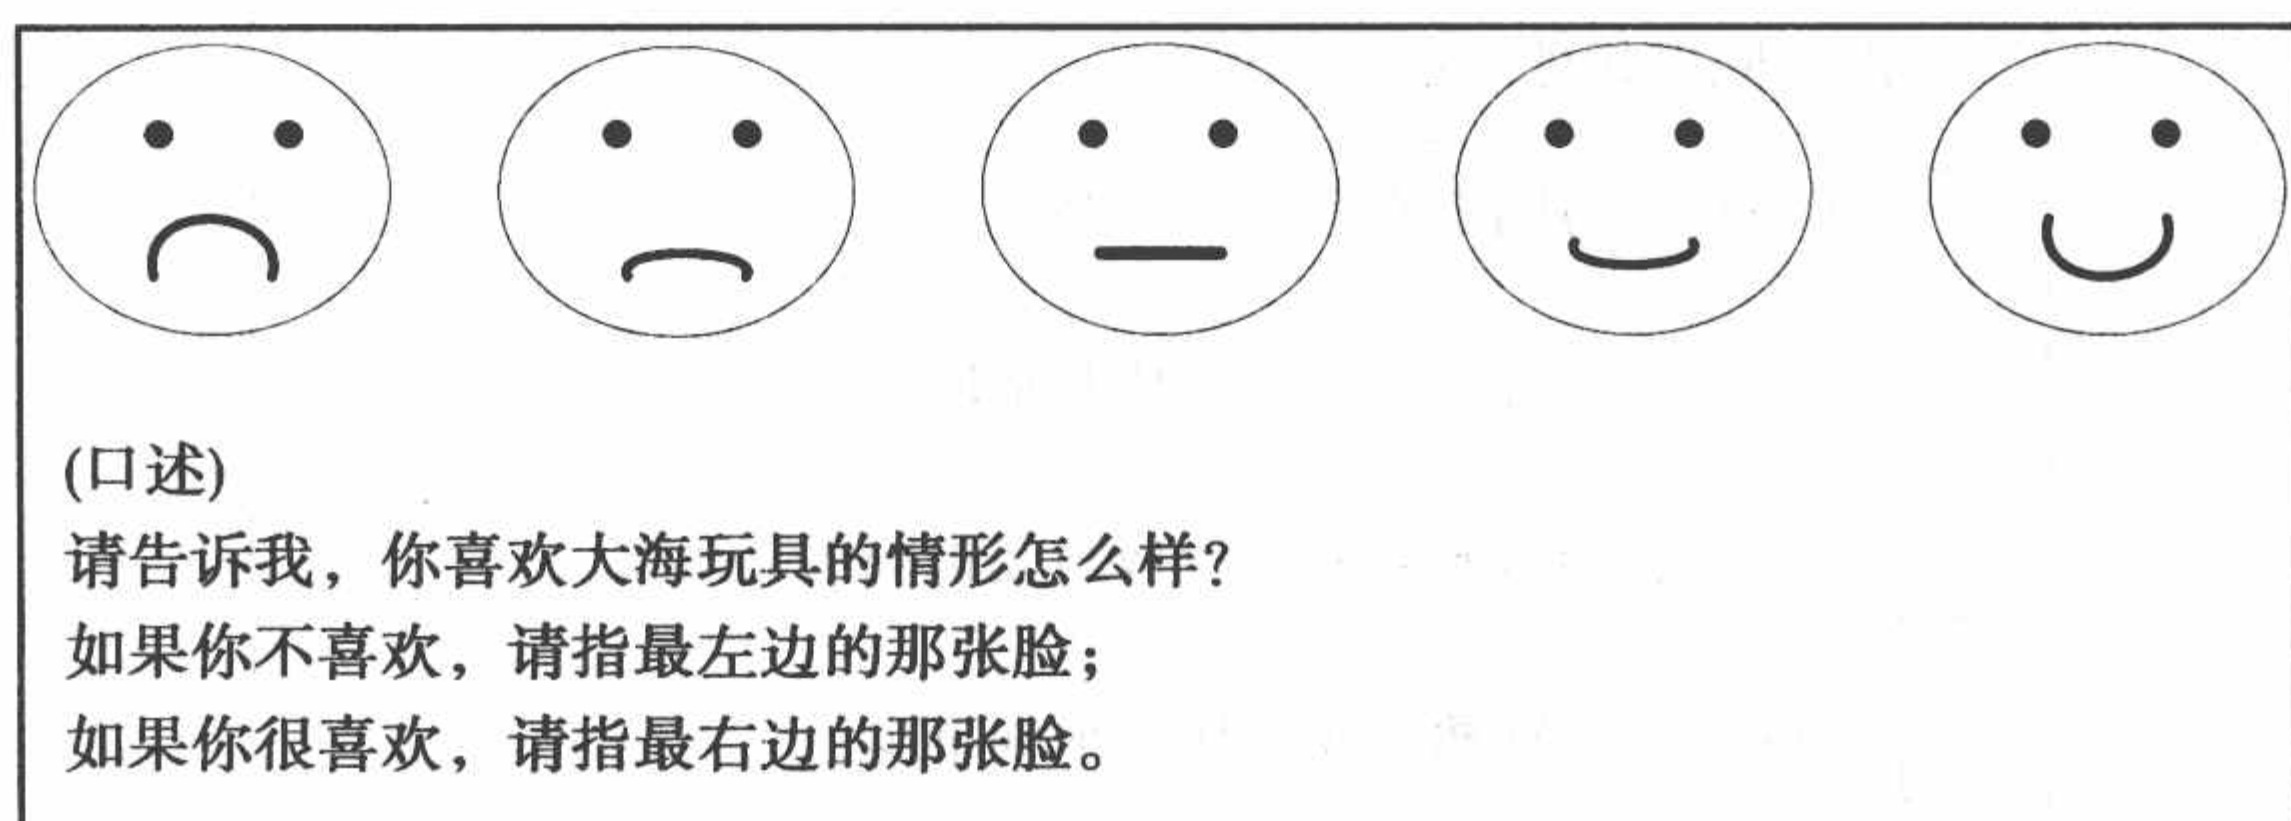 (口述)
请告诉我，你喜欢大海玩具的情形怎么样？
如果你不喜欢，请指最左边的那张脸；
如果你很喜欢，请指最右边的那张脸。